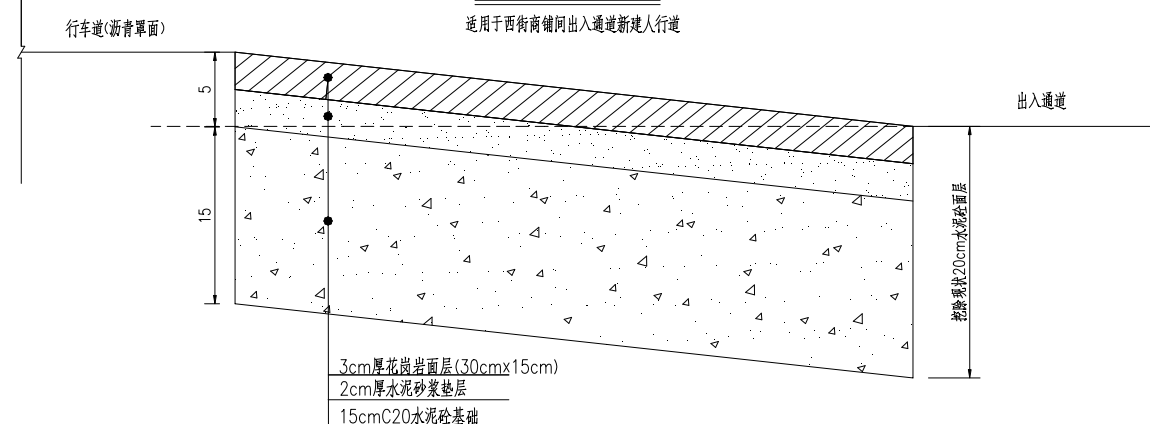 适用于西街商铺间出入通道新建人行道
行车道(沥青罩面)
出入通道
5
15
挖除现状20cm水泥砼面层
3cm厚花岗岩面层(30cmx15cm)
2cm厚水泥砂浆垫层
15cmC20水泥砼基础